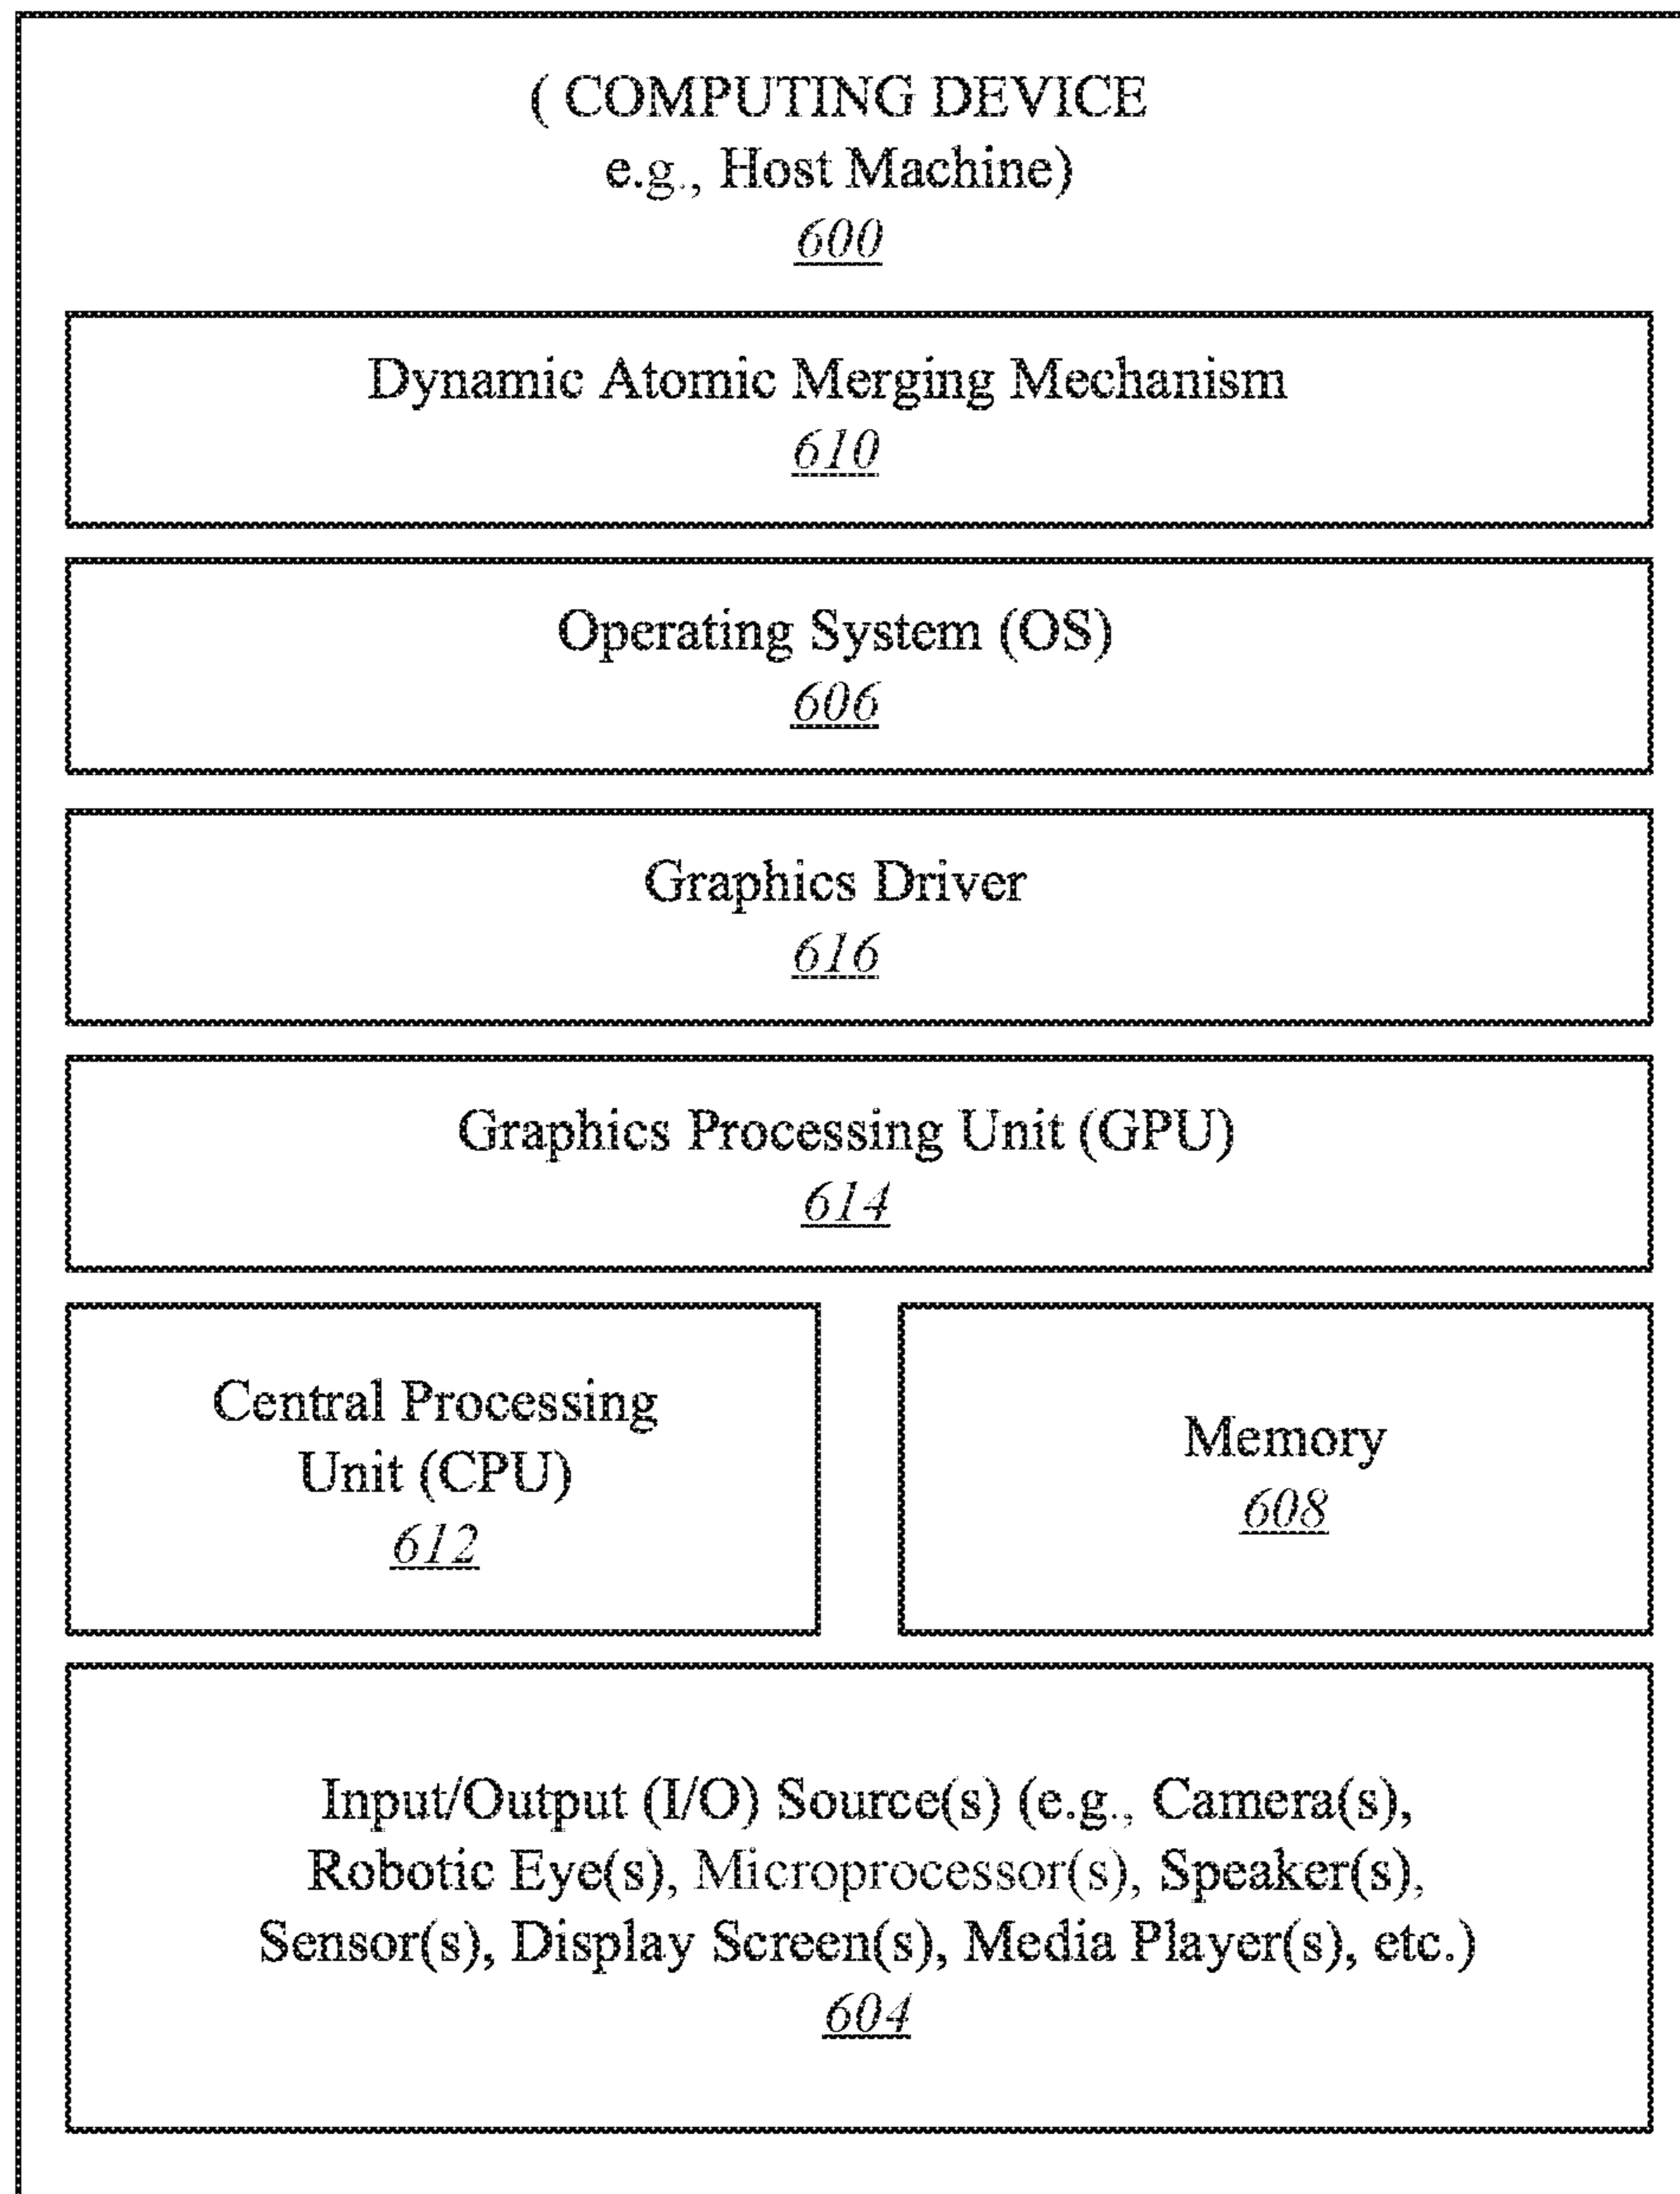 ( COMPUTING DEVICE
e.g., Host Machine)
600
Dynamic Atomic Merging Mechanism
610
Operating System (OS)
606
Graphics Driver
616
Graphics Processing Unit (GPU)
614
Central Processing
Unit (CPU)
612
Memory
608
Input/Output (I/O) Source(s) (e.g., Camera(s),
Robotic Eye(s), Microprocessor(s), Speaker(s),
Sensor(s), Display Screen(s), Media Player(s), etc.)
604